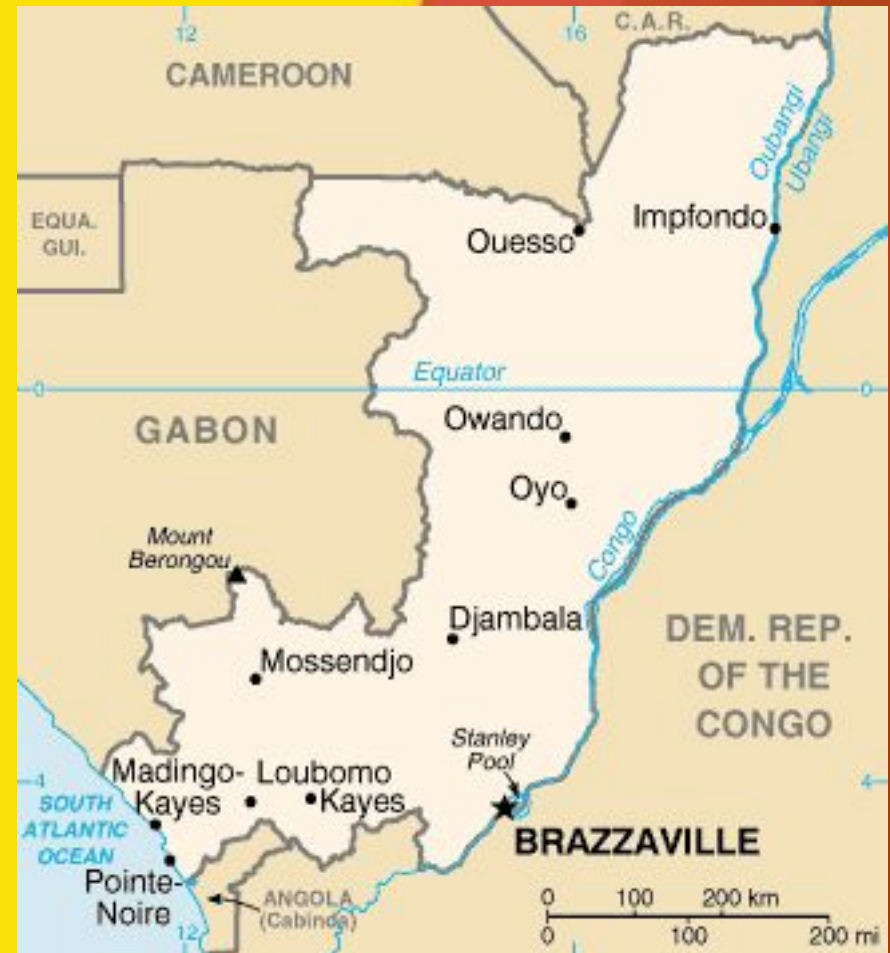 12
16
C.A.R.
CAMEROON
Oubangi
Ubangi
EQUA.
GUI.
Ouesso
Impfondo
Equator
0
0
GABON
Owando
Oyo
Mount
Berongou
Congo
Djambala
DEM. REP.
OF THE
CONGO
Mossendjo
Stanley
Pool
Madingo-
Kayes
Loubomo
Kayes
4
4
SOUTH
ATLANTIC
OCEAN
BRAZZAVILLE
Pointe-
Noire
ANGOLA
(Cabinda)
12
0 100 200 km
0 100 200 mi